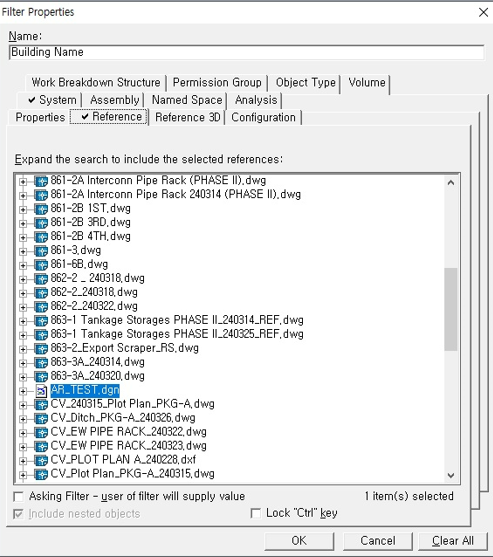 Filter Properties
Name:
Building Name
Work Breakdown Structure Permission Group Object Type Volume
System Assembly Named Space Analysis
Properties Reference Reference 3D Configuration
Expand the search to include the selected references:
861-2A Interconn Pipe Rack (PHASE II),dwg
861-2A Interconn Pipe Rack 240314 (PHASE II),dwg
861-2B 1ST,dwg
861-2B 3RD,dwg
861-2B 4TH,dwg
861-3,dwg
861-6B,dwg
862-2 _ 240318,dwg
862-2_240318,dwg
862-2_240322,dwg
863-1 Tankage Storages PHASE II_240314_REF,dwg
863-1 Tankage Storages PHASE II_240325_REF,dwg
863-2_Export Scraper_RS,dwg
863-3A_240314,dwg
863-3A_240320,dwg
AR_TEST,dgn
CV_240315_Plot Plan_PKG-A,dwg
CV_Ditch_PKG-A_240326,dwg
CV_EW PIPE RACK_240322,dwg
CV_EW PIPE RACK_240323,dwg
CV_PLOT PLAN A_240228,dxf
CV_Plot Plan_PKG-A_240315,dwg
Asking Filter - user of filter will supply value 1 item(s) selected
Include nested objects Lock "Ctrl" key
OK Cancel Clear All